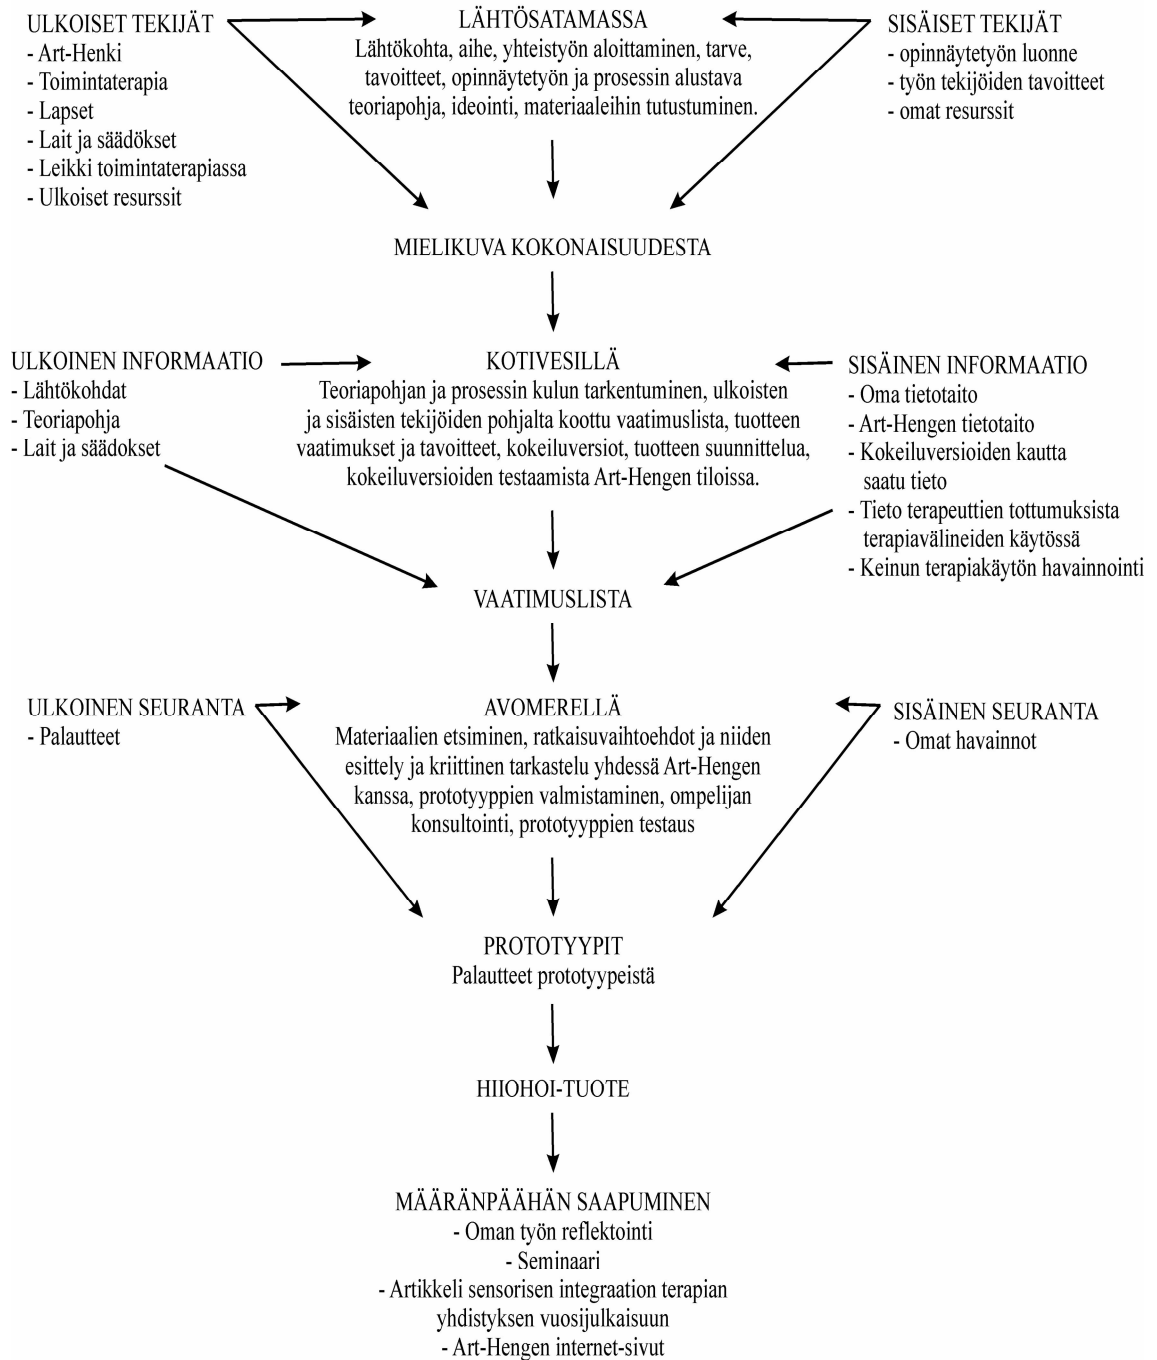 ULKOISET TEKIJÄT
- Art-Henki
- Toimintaterapia
- Lapset
- Lait ja säädökset
- Leikki toimintaterapiassa
- Ulkoiset resurssit
LÄHTÖSATAMASSA
Lähtökohta, aihe, yhteistyön aloittaminen, tarve,
tavoitteet, opinnäytetyön ja prosessin alustava
teoriapohja, ideointi, materiaaleihin tutustuminen.
SISÄISET TEKIJÄT
- opinnäytetyön luonne
- työn tekijöiden tavoitteet
- omat resurssit
MIELIKUVA KOKONAISUUDESTA
ULKOINEN INFORMAATIO
- Lähtökohdat
- Teoriapohja
- Lait ja säädokset
KOTIVESILLÄ
Teoriapohjan ja prosessin kulun tarkentuminen, ulkoisten
ja sisäisten tekijöiden pohjalta koottu vaatimuslista, tuotteen
vaatimukset ja tavoitteet, kokeiluversiot, tuotteen suunnittelua,
kokeiluversioiden testaamista Art-Hengen tiloissa.
SISÄINEN INFORMAATIO
- Oma tietotaito
- Art-Hengen tietotaito
- Kokeiluversioiden kautta
saatu tieto
- Tieto terapeuttien tottumuksista
terapiavälineiden käytössä
- Keinun terapiakäytön havainnointi
VAATIMUSLISTA
ULKOINEN SEURANTA
- Palautteet
AVOMERELLÄ
Materiaalien etsiminen, ratkaisuvaihtoehdot ja niiden
esittely ja kriittinen tarkastelu yhdessä Art-Hengen
kanssa, prototyyppien valmistaminen, ompelijan
konsultointi, prototyyppien testaus
SISÄINEN SEURANTA
- Omat havainnot
PROTOTYYPIT
Palautteet prototyypeistä
HIIOHOI-TUOTE
MÄÄRÄNPÄÄHÄN SAAPUMINEN
- Oman työn reflektointi
- Seminaari
- Artikkeli sensorisen integraation terapian
yhdistyksen vuosijulkaisuun
- Art-Hengen internet-sivut